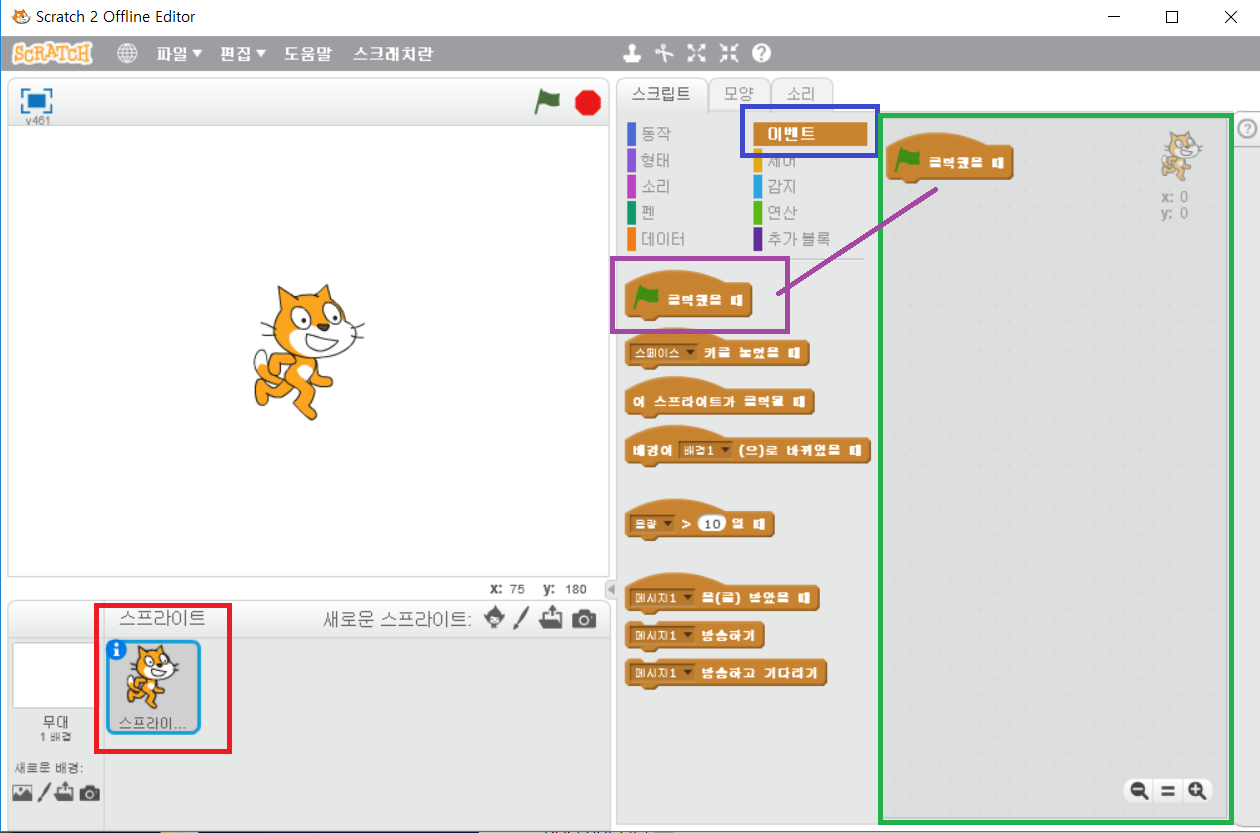 Scratch 2 Offline Editor
SCRATCH
파일 편집 도움말 스크래치란
v461
스크립트 모양 소리
동작 이벤트
형태 제어
소리 감지
펜 연산
데이터 추가 블록
클릭했을 때
스페이스 키를 눌렀을 때
이 스프라이트가 클릭될 때
배경이 배경1 (으)로 바뀌었을 때
음량 > 10 일 때
메시지1 을(를) 받았을 때
메시지1 방송하기
메시지1 방송하고 기다리기
클릭했을 때
x: 0
y: 0
x: 75 y: 180
스프라이트 새로운 스프라이트:
스프라이...
무대
1 배경
새로운 배경: